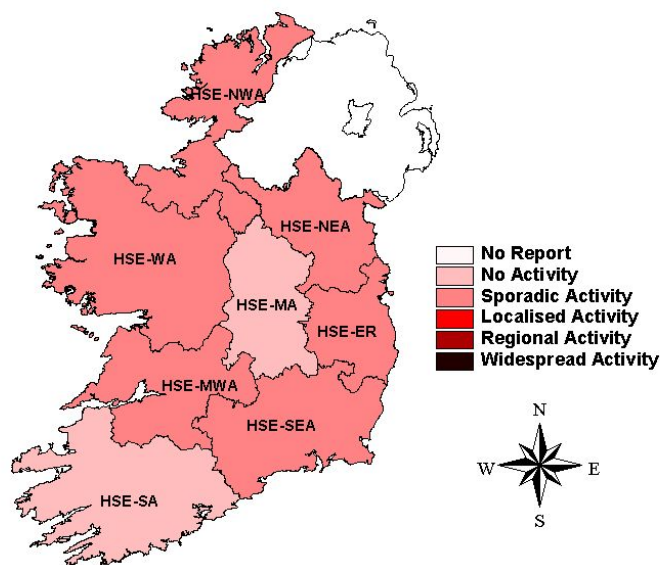 HSE-NWA
HSE-NEA
HSE-WA
HSE-MA
HSE-ER
HSE-MWA
HSE-SEA
HSE-SA
No Report
No Activity
Sporadic Activity
Localised Activity
Regional Activity
Widespread Activity
N
W E
S